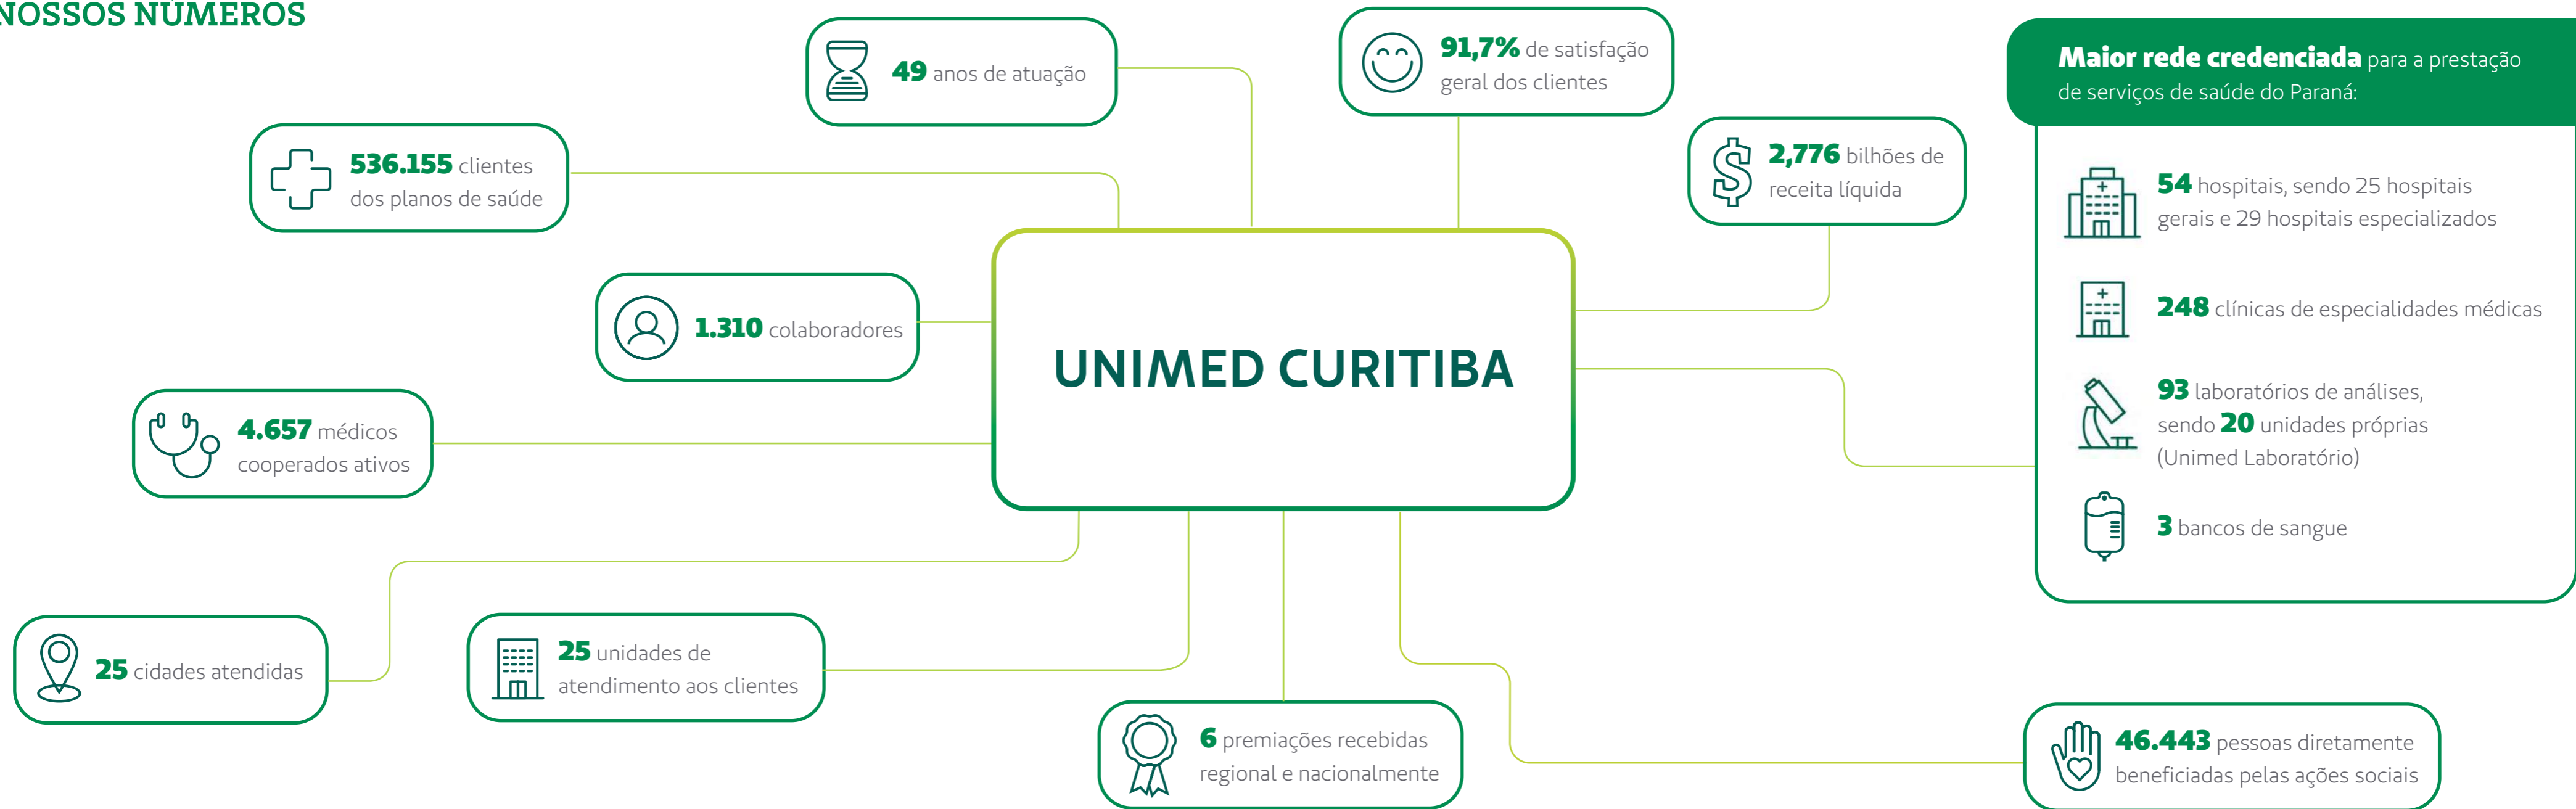 NOSSOS NÚMEROS
49 anos de atuação
91,7% de satisfação
geral dos clientes
Maior rede credenciada para a prestação
de serviços de saúde do Paraná:
536.155 clientes
dos planos de saúde
2,776 bilhões de
receita líquida
54 hospitais, sendo 25 hospitais
gerais e 29 hospitais especializados
1.310 colaboradores
UNIMED CURITIBA
248 clínicas de especialidades médicas
4.657 médicos
cooperados ativos
93 laboratórios de análises,
sendo 20 unidades próprias
(Unimed Laboratório)
3 bancos de sangue
25 cidades atendidas
25 unidades de
atendimento aos clientes
6 premiações recebidas
regional e nacionalmente
46.443 pessoas diretamente
beneficiadas pelas ações sociais